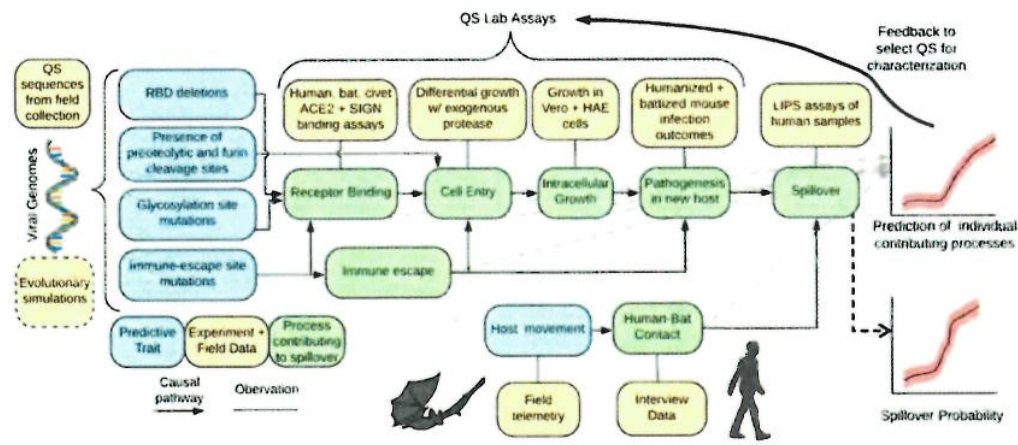 QS Lab Assays
Feedback to
select QS for
characterization
QS
sequences
from field
collection
RBD deletions
Human, bat, civet
ACE2 + SIGN
binding assays
Differential growth
w/ exogenous
protease
Growth in
Vero + HAE
cells
Humanized +
batized mouse
infection
outcomes
LIPS assays of
human samples
Presence of
preoteolytic and furin
cleavage sites
Viral Genomes
Receptor Binding
Cell Entry
Intracellular
Growth
Pathogenesis
in new host
Spillover
Glycosylation site
mutations
Prediction of individual
contributing processes
Immune-escape site
mutations
Immune escape
Evolutionary
simulations
Predictive
Trait
Experiment +
Field Data
Process
contributing
to spillover
Host movement
Human-Bat
Contact
Causal
pathway
Obervation
Field
telemetry
Interview
Data
Spillover Probability